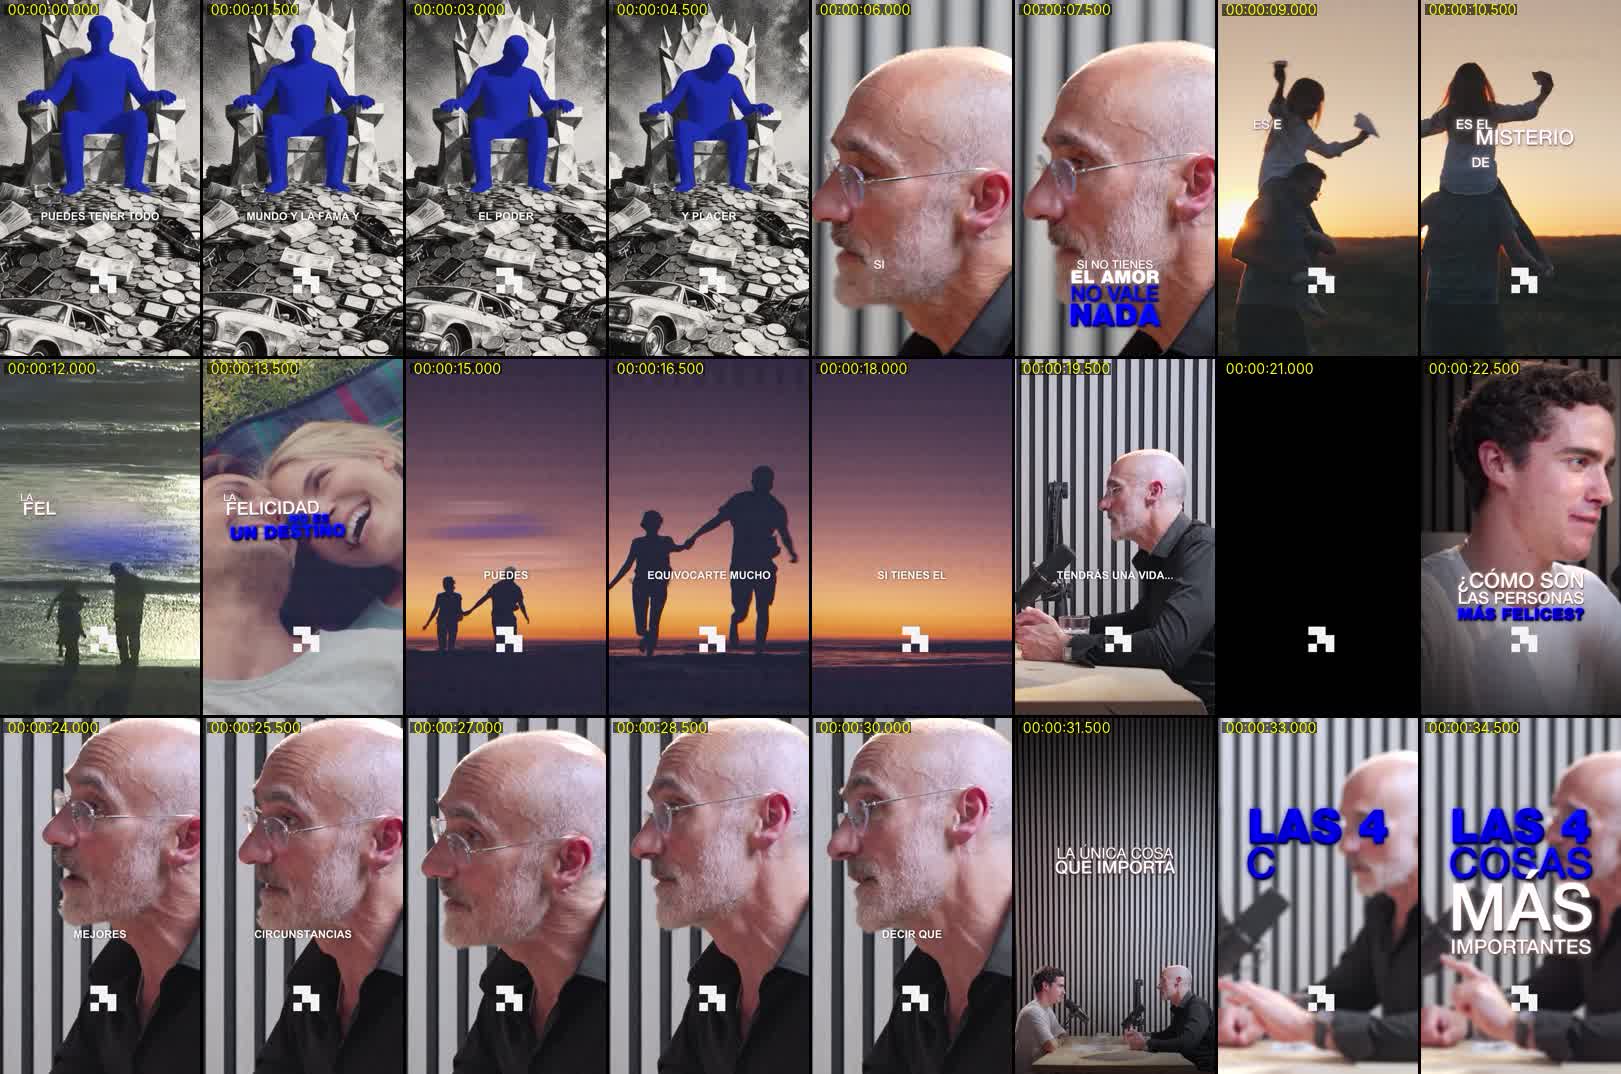 00:00:00.000
PUEDES TENER TODO
00:00:01.500
MUNDO Y LA FAMA Y
00:00:03.000
EL PODER
00:00:04.500
Y PLACER
00:00:06.000
SI
00:00:07.500
SI NO TIENES
EL AMOR
NO VALE
NADA
00:00:09.000
ES E
00:00:10.500
ES EL
MISTERIO
DE
00:00:12.000
LA
FEL
00:00:13.500
LA
FELICIDAD
NO ES
UN DESTINO
00:00:15.000
PUEDES
00:00:16.500
EQUIVOCARTE MUCHO
00:00:18.000
SI TIENES EL
00:00:19.500
TENDRÁS UNA VIDA...
00:00:21.000
00:00:22.500
¿CÓMO SON
LAS PERSONAS
MÁS FELICES?
00:00:24.000
MEJORES
00:00:25.500
CIRCUNSTANCIAS
00:00:27.000
00:00:28.500
00:00:30.000
DECIR QUE
00:00:31.500
LA ÚNICA COSA
QUE IMPORTA
00:00:33.000
LAS 4
C
00:00:34.500
LAS 4
COSAS
MÁS
IMPORTANTES